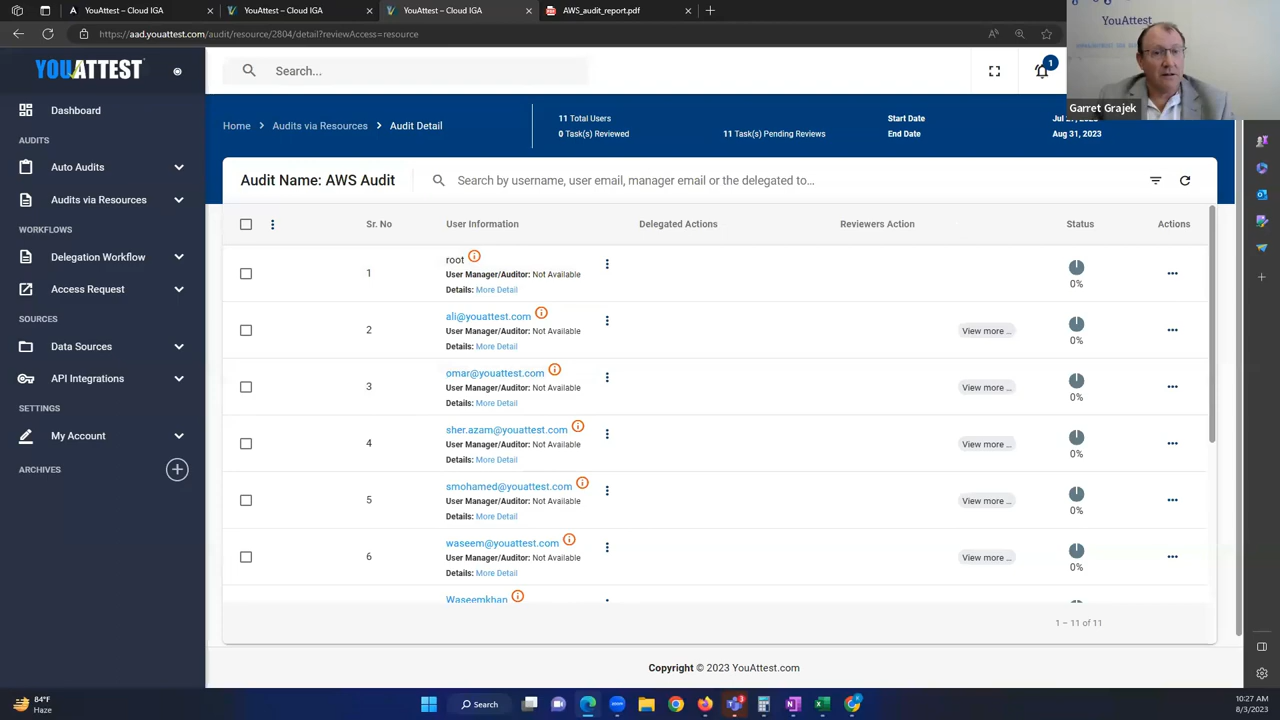 Cloud IGA
Cloud IGA
Cloud IGA
AWS_audit_report.pdf
https://aad.youattest.com/audit/resource/2804/detail?reviewAccess=resource
YouAttest
Garret Grajek
YOUATTEST
Search...
1
Dashboard
AUDITS
Auto Audits
Audits via Resources
WORKFLOWS
Delegation Workflow
Access Request
SOURCES
Data Sources
API Integrations
SETTINGS
My Account
ARCHIVES
Home > Audits via Resources > Audit Detail
11 Total Users
0 Task(s) Reviewed
11 Task(s) Pending Reviews
Start Date
End Date Aug 31, 2023
Audit Name: AWS Audit
Search by username, user email, manager email or the delegated to...
Sr. No User Information Delegated Actions Reviewers Action Status Actions
1
root
User Manager/Auditor: Not Available
Details: More Detail
0%
2
ali@youattest.com
User Manager/Auditor: Not Available
Details: More Detail
View more ...
0%
3
omar@youattest.com
User Manager/Auditor: Not Available
Details: More Detail
View more ...
0%
4
sher.azam@youattest.com
User Manager/Auditor: Not Available
Details: More Detail
View more ...
0%
5
smohamed@youattest.com
User Manager/Auditor: Not Available
Details: More Detail
View more ...
0%
6
waseem@youattest.com
User Manager/Auditor: Not Available
Details: More Detail
View more ...
0%
Waseemkhan
1 – 11 of 11
Copyright © 2023 YouAttest.com
84°F
Haze
Search
10:27 AM
8/3/2023